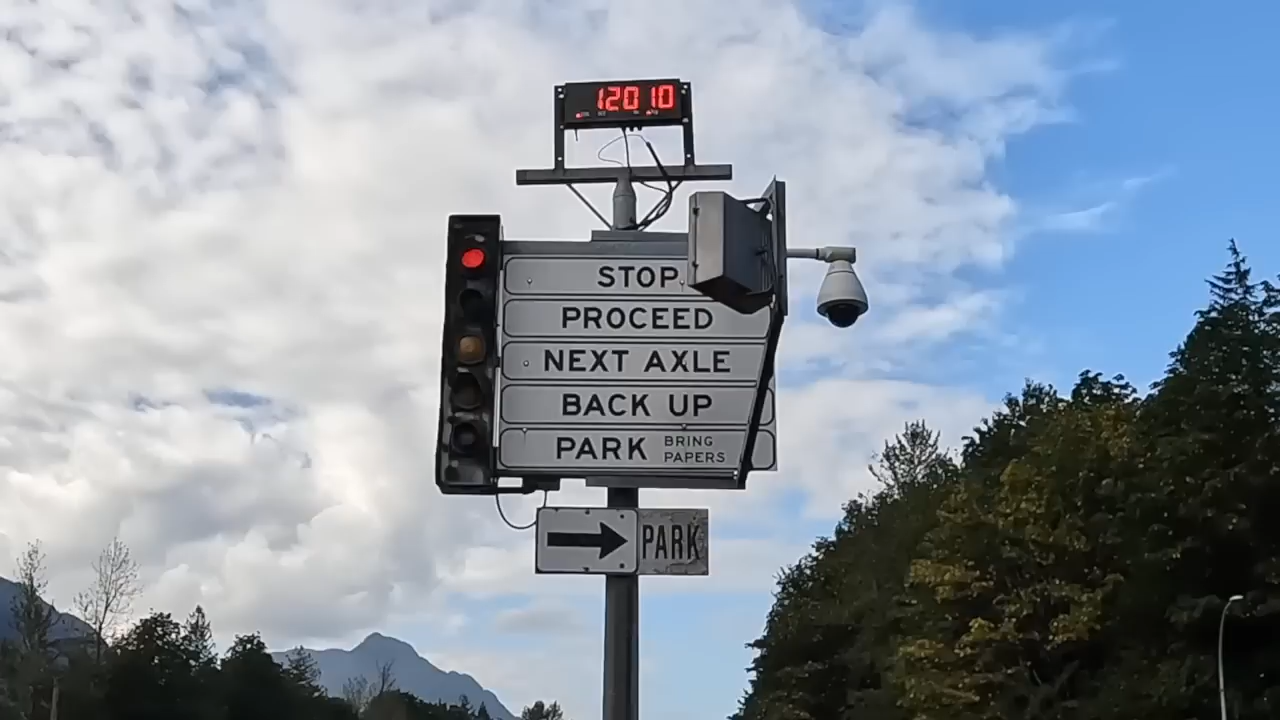 12010
STOP
PROCEED
NEXT AXLE
BACK UP
PARK BRING PAPERS
PARK